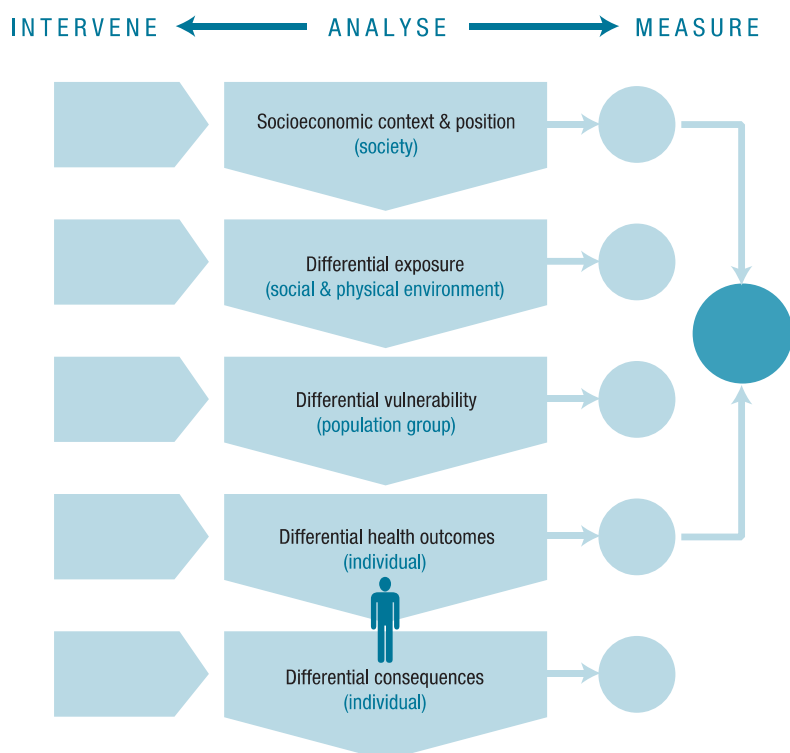 INTERVENE ANALYSE MEASURE
Socioeconomic context & position
(society)
Differential exposure
(social & physical environment)
Differential vulnerability
(population group)
Differential health outcomes
(individual)
Differential consequences
(individual)